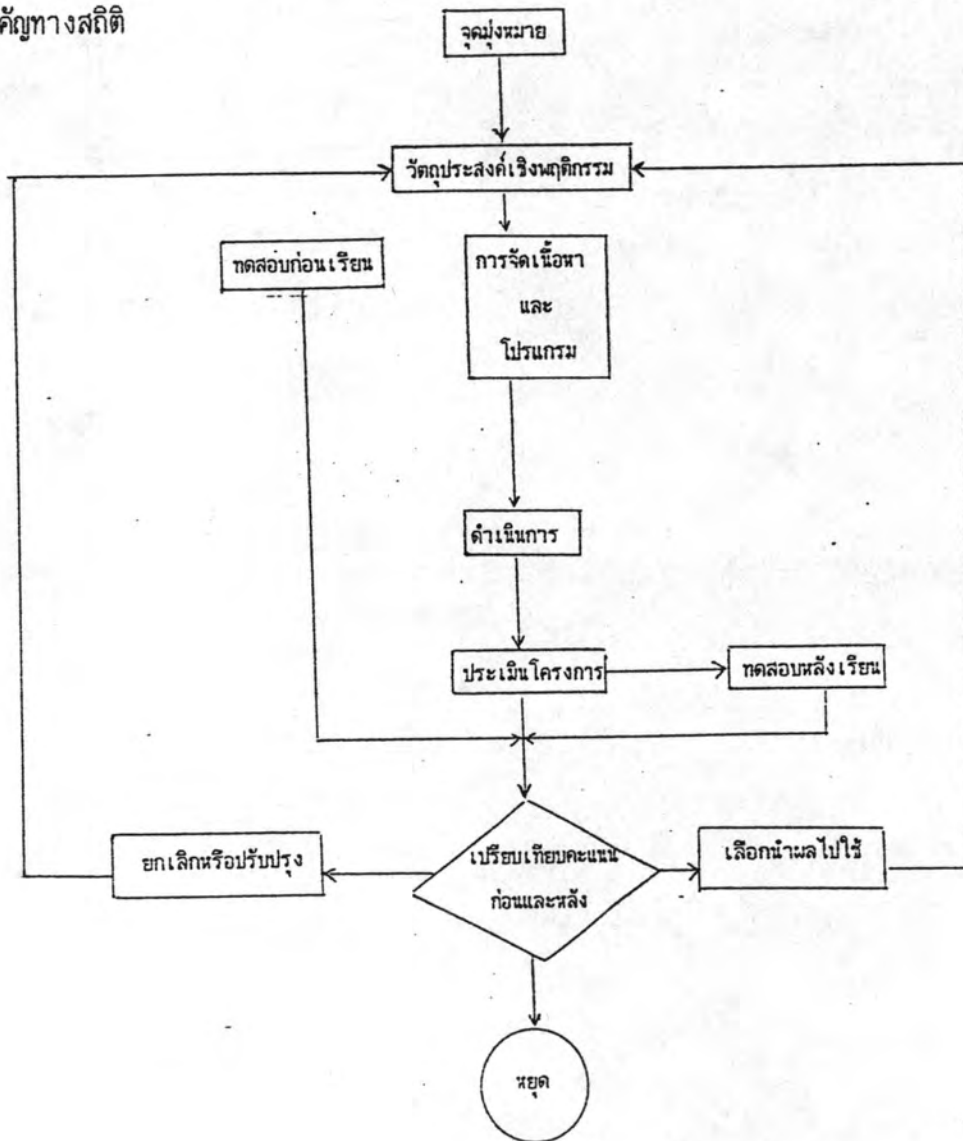 คัญทางสถิติ
จุดมุ่งหมาย
วัตถุประสงค์เชิงพฤติกรรม
ทดสอบก่อนเรียน
การจัดเนื้อหา
และ
โปรแกรม
ดำเนินการ
ประเมินโครงการ
ทดสอบหลังเรียน
ยกเลิกหรือปรับปรุง
เปรียบเทียบคะแนน
ก่อนและหลัง
เลือกนำผลไปใช้
หยุด